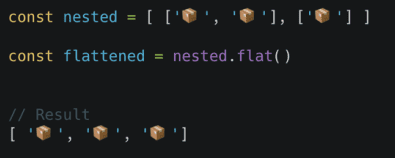 const nested = [ ['📦 ', '📦 '], ['📦 '] ]
const flattened = nested.flat()
// Result
[ '📦 ', '📦 ', '📦 ']